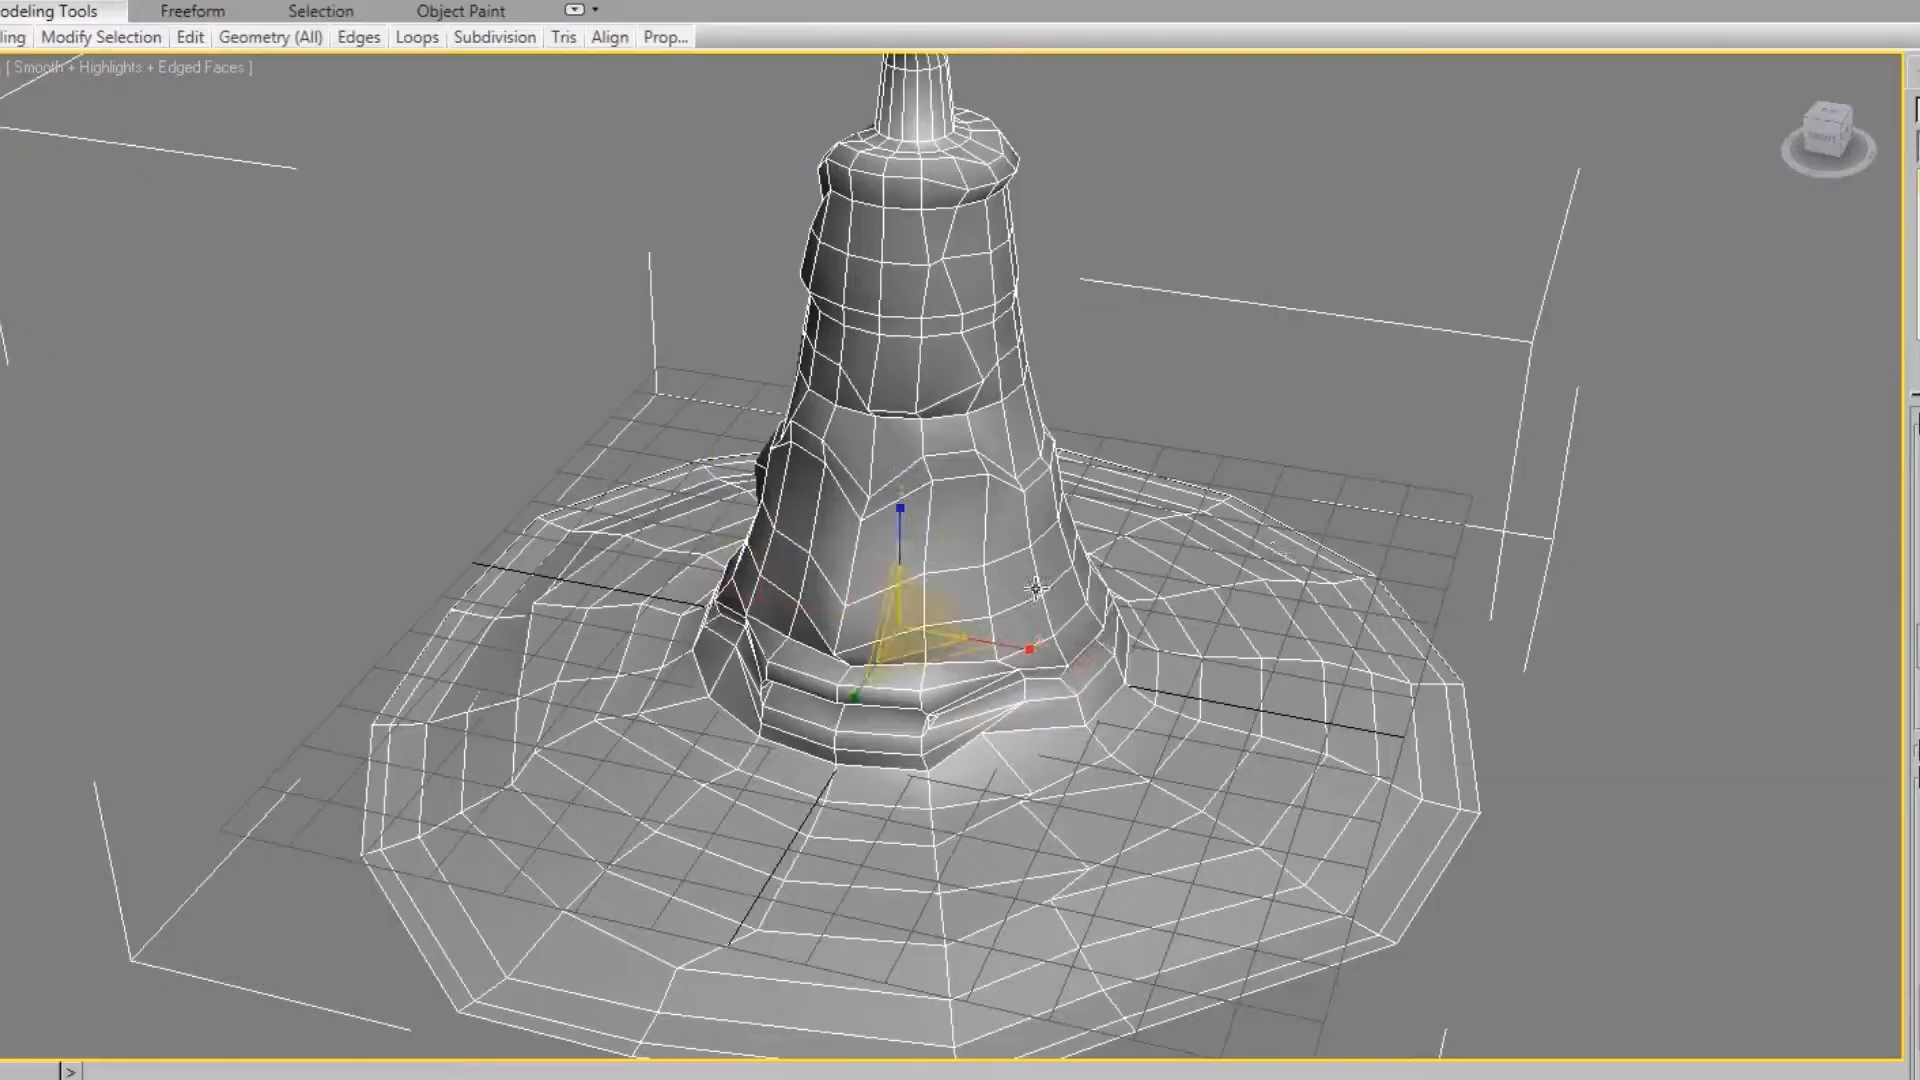 odeling Tools Freeform Selection Object Paint
ling Modify Selection Edit Geometry (All) Edges Loops Subdivision Tris Align Prop...
[ Smooth + Highlights + Edged Faces ]
>